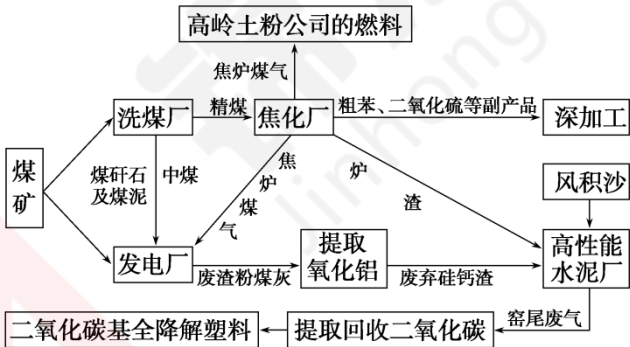 高岭土粉公司的燃料
焦炉煤气
洗煤厂
精煤
焦化厂
粗苯、二氧化硫等副产品
深加工
煤矿
煤矸石
及煤泥
中煤
焦炉煤气
炉渣
风积沙
发电厂
废渣粉煤灰
提取
氧化铝
废弃硅钙渣
高性能
水泥厂
二氧化碳基全降解塑料
提取回收二氧化碳
窑尾废气
jinhong